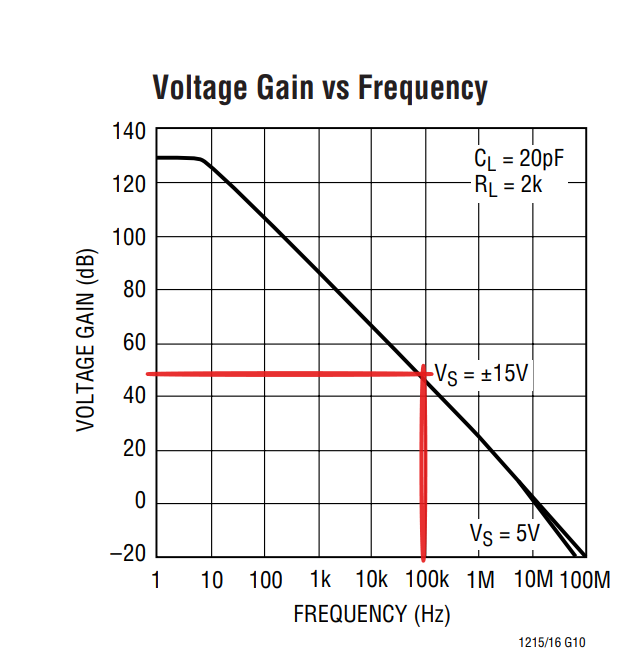 Voltage Gain vs Frequency
140
120
100
80
60
40
20
0
–20
VOLTAGE GAIN (dB)
CL = 20pF
RL = 2k
VS = ±15V
VS = 5V
1 10 100 1k 10k 100k 1M 10M 100M
FREQUENCY (Hz)
1215/16 G10